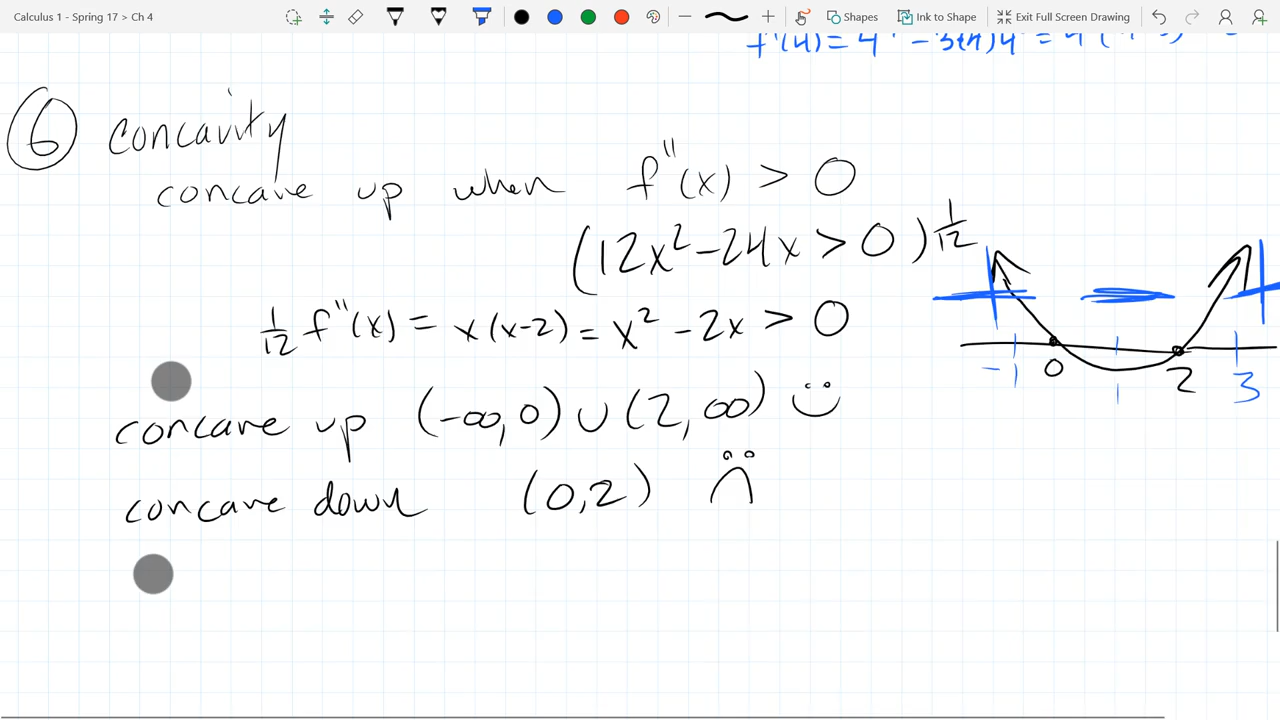 Calculus 1 - Spring 17 > Ch 4
Shapes
Ink to Shape
Exit Full Screen Drawing
6 concavity
concave up when f''(x) > 0
(12x² - 24x > 0) 1/12
1/12 f''(x) = x(x-2) = x² - 2x > 0
concave up (-∞, 0) ∪ (2, ∞)
concave down (0, 2)
-1 0 1 2 3